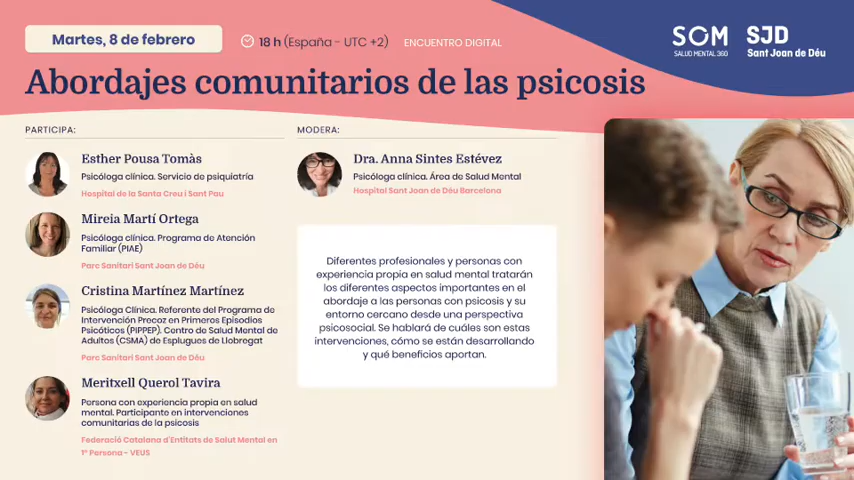 Martes, 8 de febrero
18 h (España - UTC +2)
ENCUENTRO DIGITAL
SOM
SALUD MENTAL 360
SJD
Sant Joan de Déu
Abordajes comunitarios de las psicosis
PARTICIPA:
Esther Pousa Tomàs
Psicóloga clínica. Servicio de psiquiatría
Hospital de la Santa Creu i Sant Pau
Mireia Martí Ortega
Psicóloga clínica. Programa de Atención
Familiar (PIAE)
Parc Sanitari Sant Joan de Déu
Cristina Martínez Martínez
Psicóloga Clínica. Referente del Programa de
Intervención Precoz en Primeros Episodios
Psicóticos (PIPPEP). Centro de Salud Mental de
Adultos (CSMA) de Esplugues de Llobregat
Parc Sanitari Sant Joan de Déu
Meritxell Querol Tavira
Persona con experiencia propia en salud
mental. Participante en intervenciones
comunitarias de la psicosis
Federació Catalana d'Entitats de Salut Mental en
1ª Persona - VEUS
MODERA:
Dra. Anna Sintes Estévez
Psicóloga clínica. Área de Salud Mental
Hospital Sant Joan de Déu Barcelona
Diferentes profesionales y personas con
experiencia propia en salud mental tratarán
los diferentes aspectos importantes en el
abordaje a las personas con psicosis y su
entorno cercano desde una perspectiva
psicosocial. Se hablará de cuáles son estas
intervenciones, cómo se están desarrollando
y qué beneficios aportan.